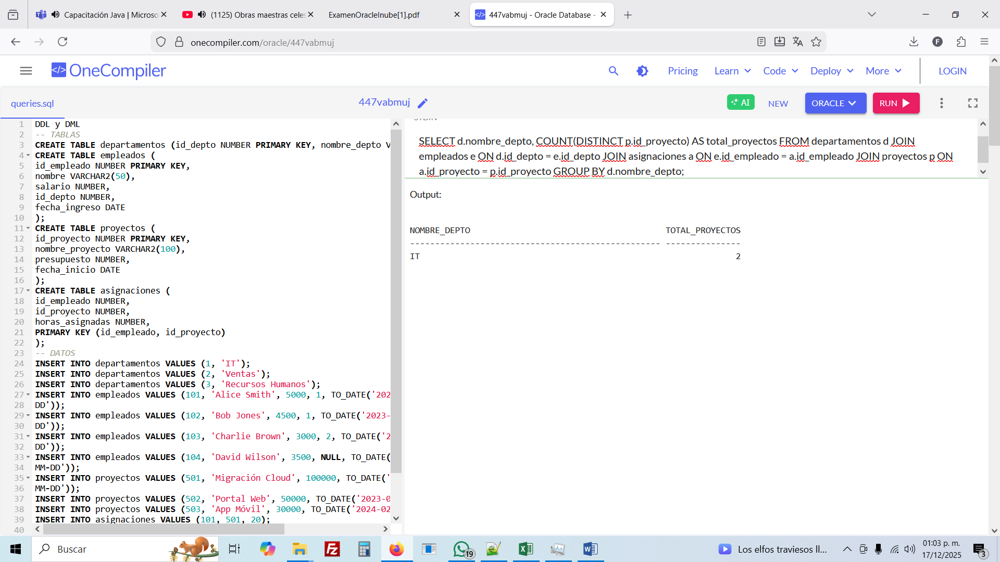 Capacitación Java | Microso
(1125) Obras maestras celes
ExamenOracleInube[1].pdf
447vabmuj - Oracle Database -
onecompiler.com/oracle/447vabmuj
F
OneCompiler
Pricing
Learn
Code
Deploy
More
LOGIN
queries.sql
447vabmuj
AI
NEW
ORACLE
RUN
1 DDL y DML
2 -- TABLAS
3 CREATE TABLE departamentos (id_depto NUMBER PRIMARY KEY, nombre_depto V
4 CREATE TABLE empleados (
5 id_empleado NUMBER PRIMARY KEY,
6 nombre VARCHAR2(50),
7 salario NUMBER,
8 id_depto NUMBER,
9 fecha_ingreso DATE
10 );
11 CREATE TABLE proyectos (
12 id_proyecto NUMBER PRIMARY KEY,
13 nombre_proyecto VARCHAR2(100),
14 presupuesto NUMBER,
15 fecha_inicio DATE
16 );
17 CREATE TABLE asignaciones (
18 id_empleado NUMBER,
19 id_proyecto NUMBER,
20 horas_asignadas NUMBER,
21 PRIMARY KEY (id_empleado, id_proyecto)
22 );
23 -- DATOS
24 INSERT INTO departamentos VALUES (1, 'IT');
25 INSERT INTO departamentos VALUES (2, 'Ventas');
26 INSERT INTO departamentos VALUES (3, 'Recursos Humanos');
27 INSERT INTO empleados VALUES (101, 'Alice Smith', 5000, 1, TO_DATE('202
28 DD'));
29 INSERT INTO empleados VALUES (102, 'Bob Jones', 4500, 1, TO_DATE('2023-
30 DD'));
31 INSERT INTO empleados VALUES (103, 'Charlie Brown', 3000, 2, TO_DATE('2
32 DD'));
33 INSERT INTO empleados VALUES (104, 'David Wilson', 3500, NULL, TO_DATE(
34 MM-DD'));
35 INSERT INTO proyectos VALUES (501, 'Migración Cloud', 100000, TO_DATE('
36 MM-DD'));
37 INSERT INTO proyectos VALUES (502, 'Portal Web', 50000, TO_DATE('2023-0
38 INSERT INTO proyectos VALUES (503, 'App Móvil', 30000, TO_DATE('2024-02
39 INSERT INTO asignaciones VALUES (101, 501, 20);
40
STDIN
SELECT d.nombre_depto, COUNT(DISTINCT p.id_proyecto) AS total_proyectos FROM departamentos d JOIN
empleados e ON d.id_depto = e.id_depto JOIN asignaciones a ON e.id_empleado = a.id_empleado JOIN proyectos p ON
a.id_proyecto = p.id_proyecto GROUP BY d.nombre_depto;
Output:
NOMBRE_DEPTO TOTAL_PROYECTOS
-------------------------------------------------- ---------------
IT 2
Buscar
19
Los elfos traviesos ll...
01:03 p. m.
17/12/2025
3